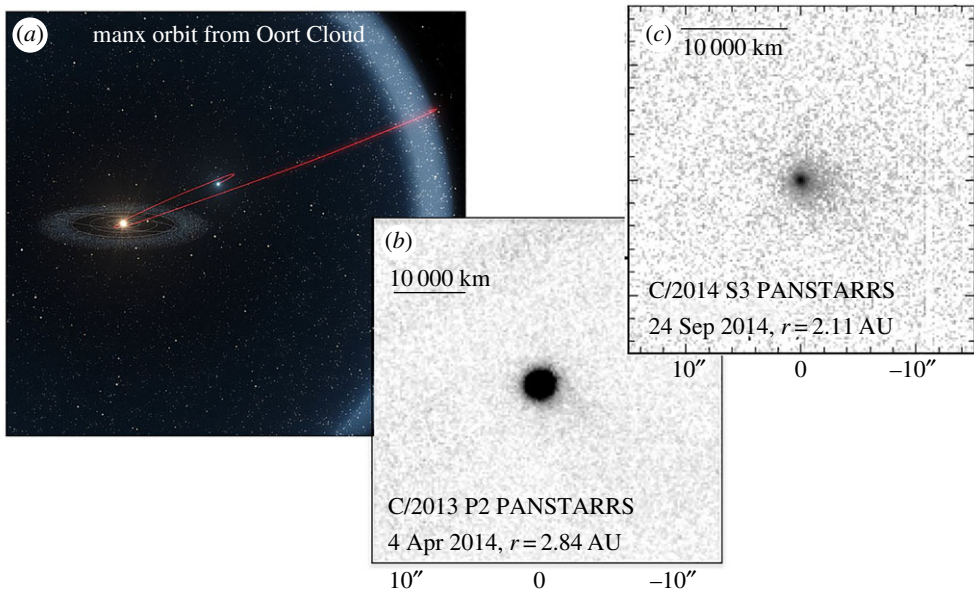 (a) manx orbit from Oort Cloud
(b)
10 000 km
C/2013 P2 PANSTARRS
4 Apr 2014, r = 2.84 AU
10″ 0 –10″
(c)
10 000 km
C/2014 S3 PANSTARRS
24 Sep 2014, r = 2.11 AU
10″ 0 –10″